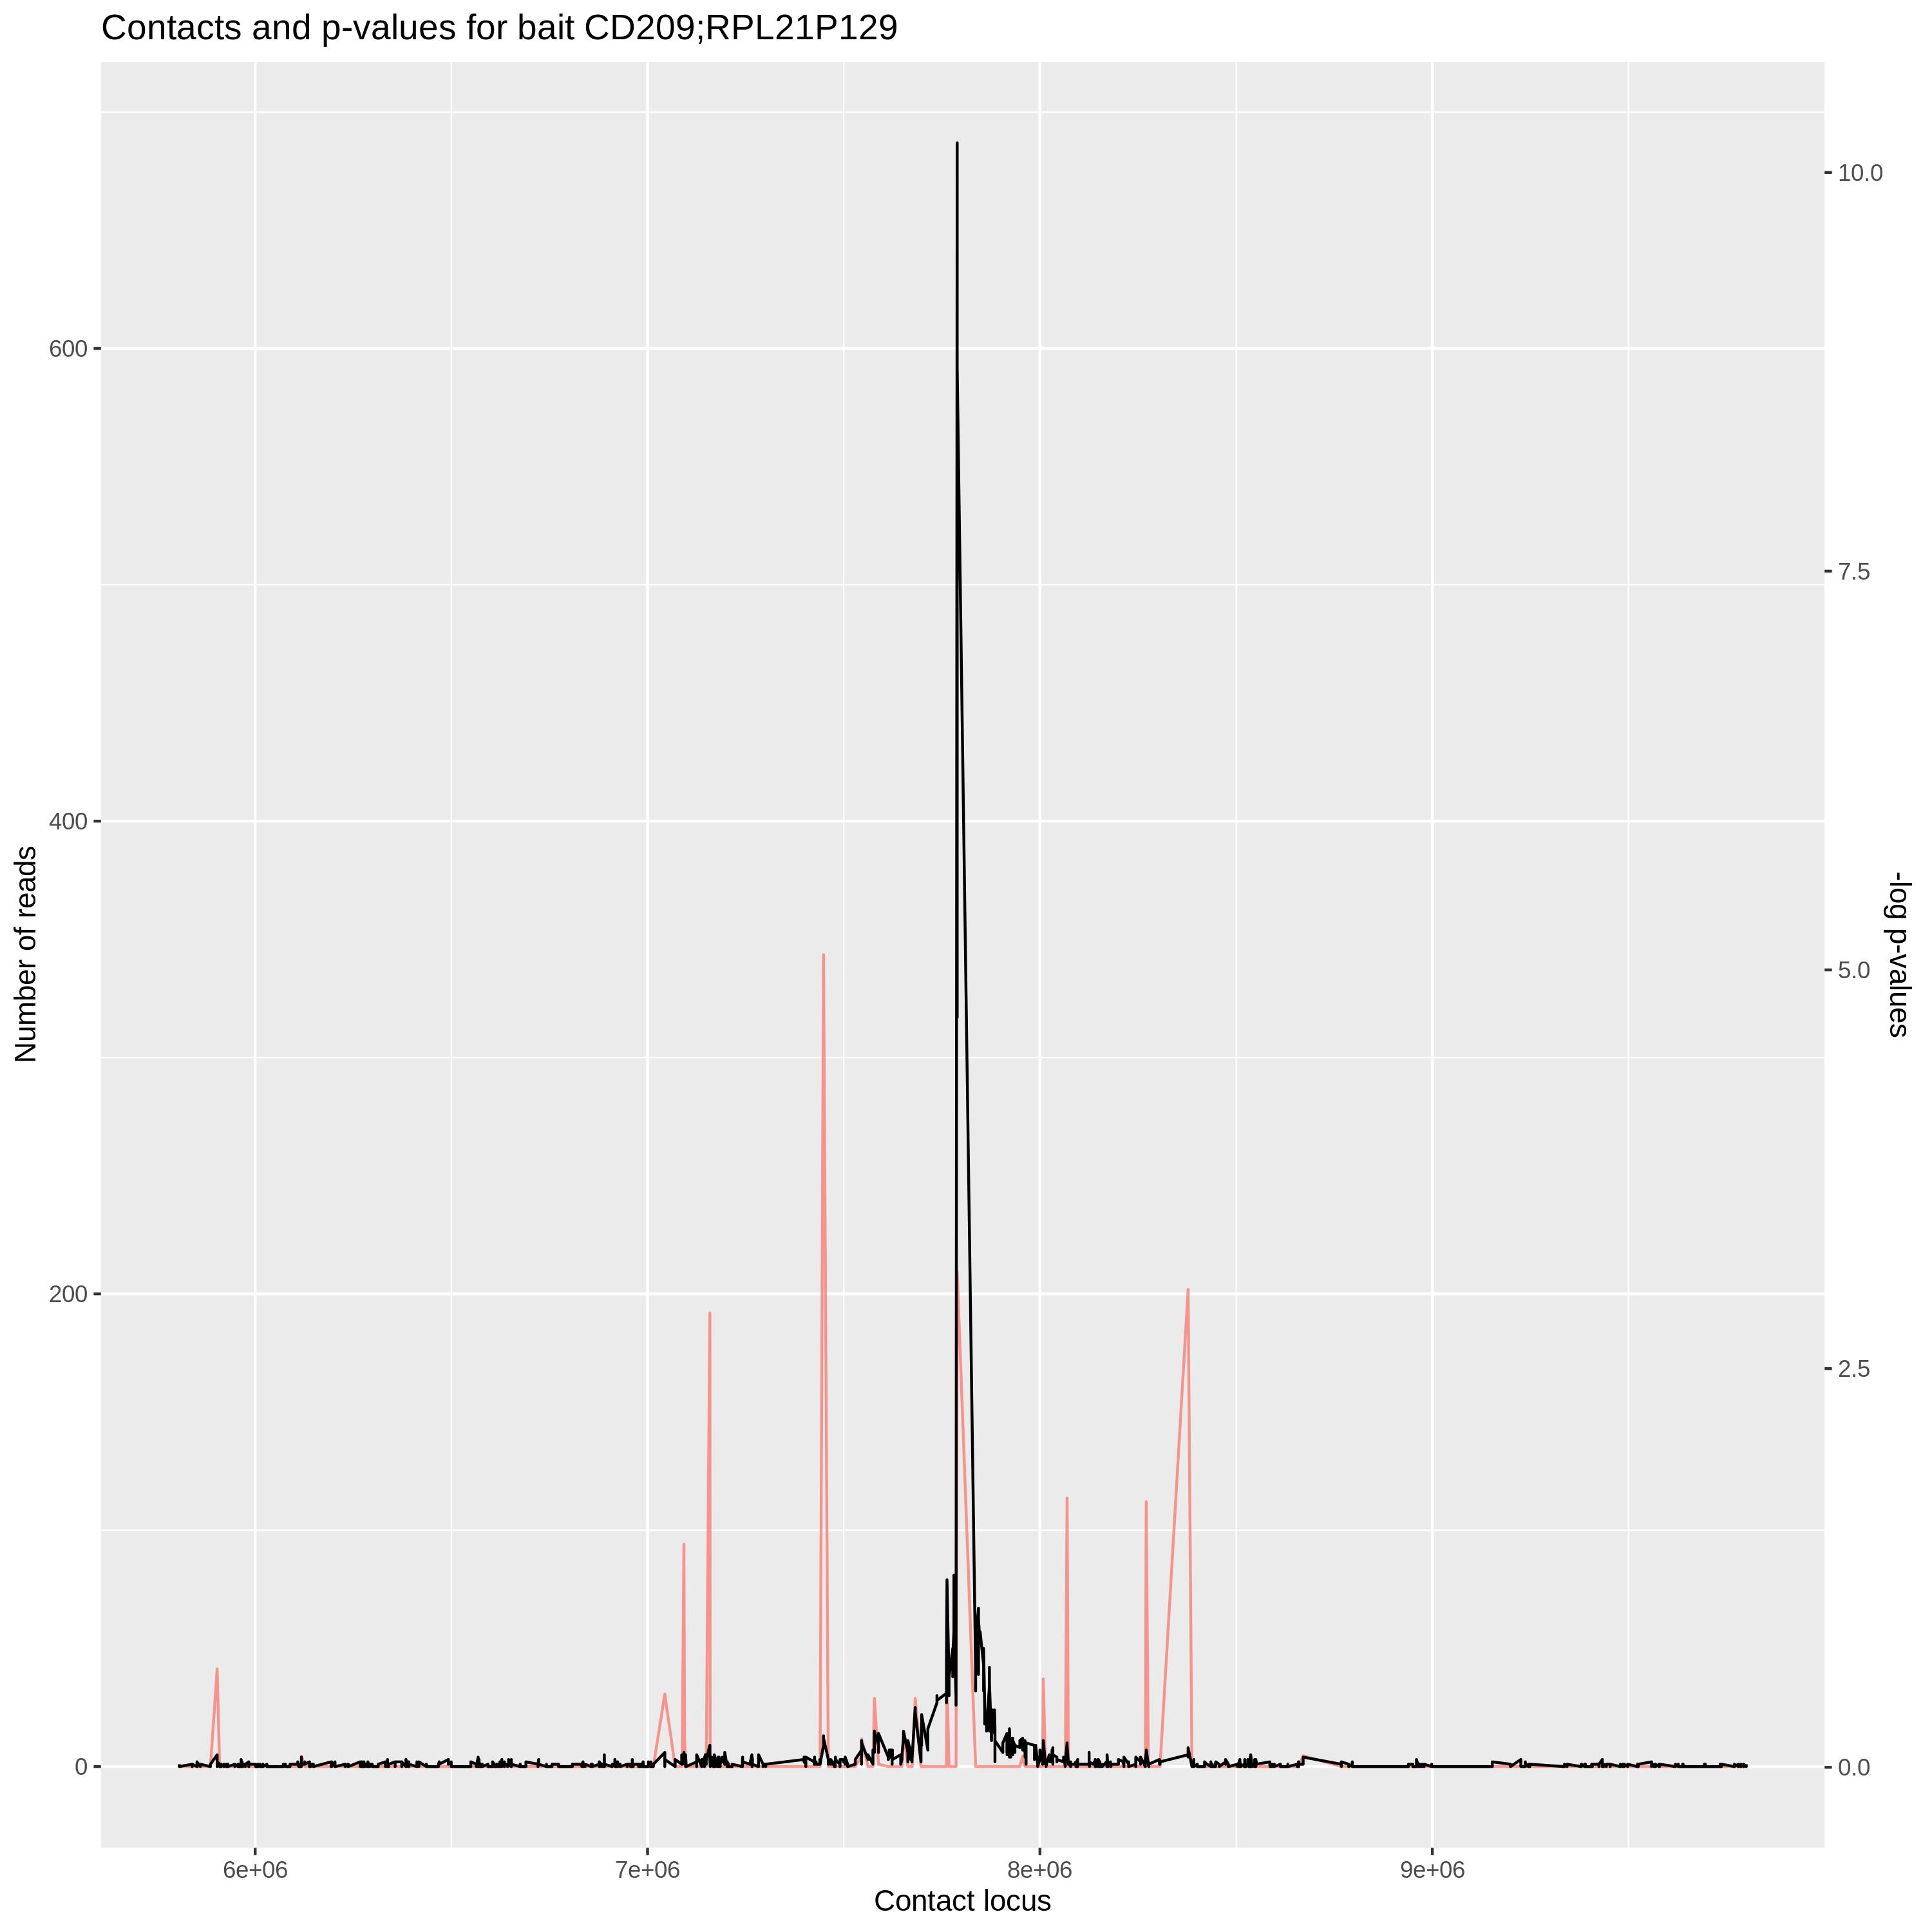 Contacts and p-values for bait CD209;RPL21P129
Number of reads
600
400
200
0
10.0
7.5
5.0
2.5
0.0
-log p-values
6e+06
7e+06
8e+06
9e+06
Contact locus